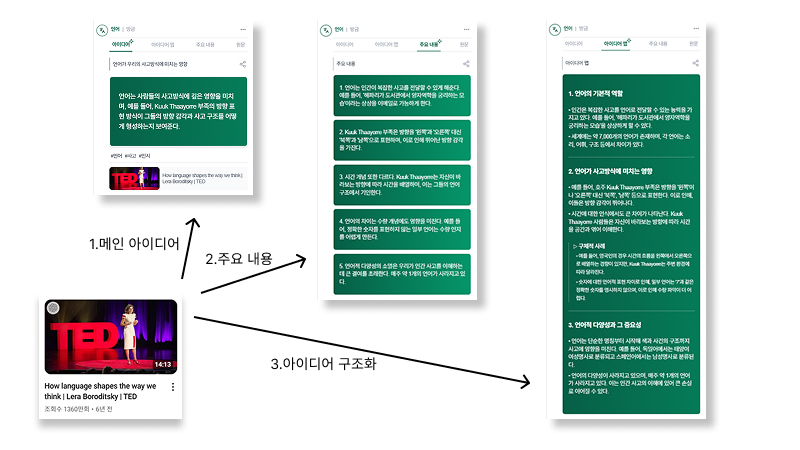 언어 | 방금
아이디어
아이디어 맵
주요 내용
원문
언어가 우리의 사고방식에 미치는 영향
언어는 사람들의 사고방식에 깊은 영향을 미치
며, 예를 들어, Kuuk Thaayorre 부족의 방향 표
현 방식이 그들의 방향 감각과 사고 구조를 어떻
게 형성하는지 보여준다.
#언어 #사고 #인지
How language shapes the way we think |
Lera Boroditsky | TED
언어 | 방금
아이디어
아이디어 맵
주요 내용
원문
주요 내용
1. 언어는 인간이 복잡한 사고를 전달할 수 있게 해준다.
예를 들어, '해파리가 도서관에서 양자역학을 궁리하는 모
습'이라는 상상을 이메일로 가능하게 한다.
2. Kuuk Thaayorre 부족은 방향을 '왼쪽'과 '오른쪽' 대신
'북쪽'과 '남쪽'으로 표현하며, 이로 인해 뛰어난 방향 감각
을 가진다.
3. 시간 개념 또한 다르다. Kuuk Thaayorre는 자신이 바
라보는 방향에 따라 시간을 배열하며, 이는 그들의 언어
구조에서 기인한다.
4. 언어의 차이는 수량 개념에도 영향을 미친다. 예를 들
어, 정확한 숫자를 표현하지 않는 일부 언어는 수량 인지
를 어렵게 만든다.
5. 언어적 다양성의 소멸은 우리가 인간 사고를 이해하는
데 큰 결여를 초래한다. 매주 약 1개의 언어가 사라지고 있
다.
언어 | 방금
아이디어
아이디어 맵
주요 내용
원문
아이디어 맵
1. 언어의 기본적 역할
• 인간은 복잡한 사고를 언어로 전달할 수 있는 능력을 가
지고 있다. 예를 들어, '해파리가 도서관에서 양자역학을
궁리하는 모습'을 상상하게 할 수 있다.
• 세계에는 약 7,000개의 언어가 존재하며, 각 언어는 소
리, 어휘, 구조 등에서 차이가 있다.
2. 언어가 사고방식에 미치는 영향
• 예를 들어, 호주 Kuuk Thaayorre 부족은 방향을 '왼쪽'이
나 '오른쪽' 대신 '북쪽', '남쪽' 등으로 표현한다. 이로 인해,
이들은 방향 감각이 뛰어나다.
• 시간에 대한 인식에서도 큰 차이가 나타난다. Kuuk
Thaayorre 사람들은 자신이 바라보는 방향에 따라 시간
을 공간과 엮어 이해한다.
▷ 구체적 사례
• 예를 들어, 영국인의 경우 시간의 흐름을 왼쪽에서 오른쪽으
로 배열하는 경향이 있지만, Kuuk Thaayorre는 주변 환경에
따라 달라진다.
• 숫자에 대한 언어적 표현 차이로 인해, 일부 언어는 '7'과 같은
정확한 숫자를 명시하지 않으며, 이로 인해 수량 파악이 더 어
렵다.
3. 언어적 다양성과 그 중요성
• 언어는 단순한 명칭부터 시작해 색과 사건의 구조까지
사고에 영향을 미친다. 예를 들어, 독일어에서는 태양이
여성명사로 분류되고 스페인어에서는 남성명사로 분류된
다.
• 언어의 다양성이 사라지고 있으며, 매주 약 1개의 언어
가 사라지고 있다. 이는 인간 사고의 이해에 있어 큰 손실
로 이어질 수 있다.
1.메인 아이디어
2.주요 내용
3.아이디어 구조화
TED
14:13
How language shapes the way we
think | Lera Boroditsky | TED
조회수 1360만회 • 6년 전